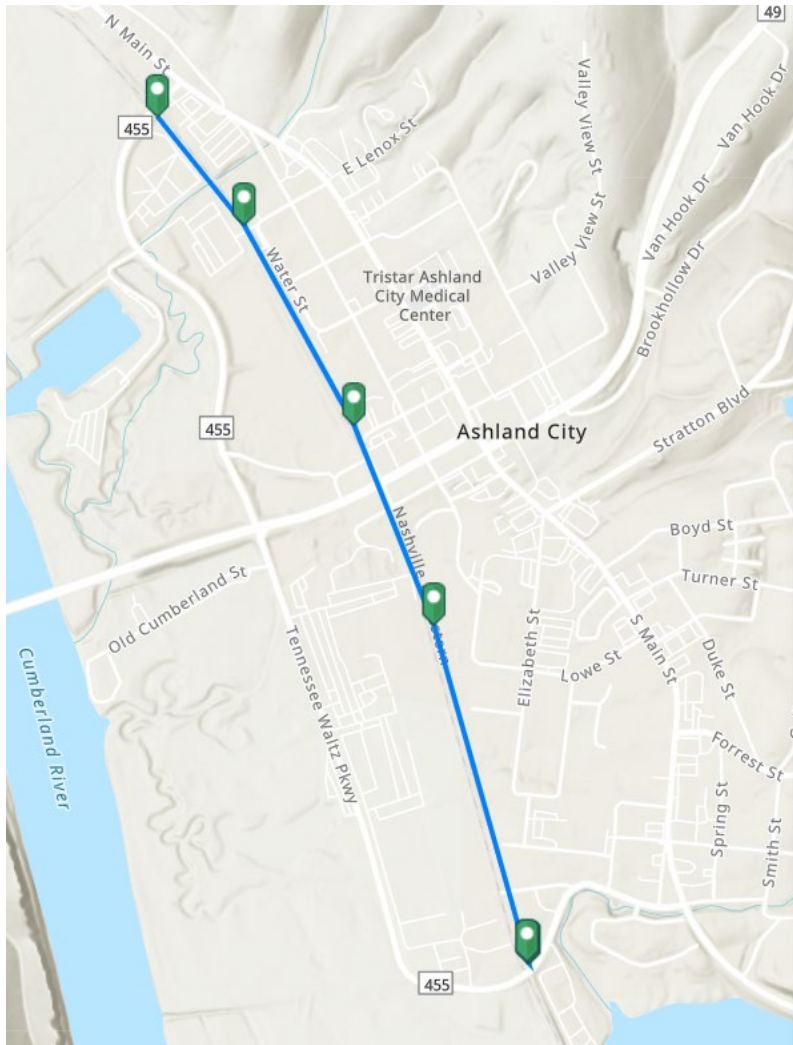 49
N Main St
455
E Lenox St
Valley View St
Van Hook Dr
Van Hook Dr
Valley View St
Brookhollow Dr
Water St
Tristar Ashland
City Medical
Center
Stratton Blvd
455
Ashland City
Nashville
stern
Boyd St
Turner St
Old Cumberland St
Elizabeth St
Lowe St
S Main St
Duke St
Tennessee Waltz Pkwy
Cumberland River
Forrest St
Spring St
Smith St
455